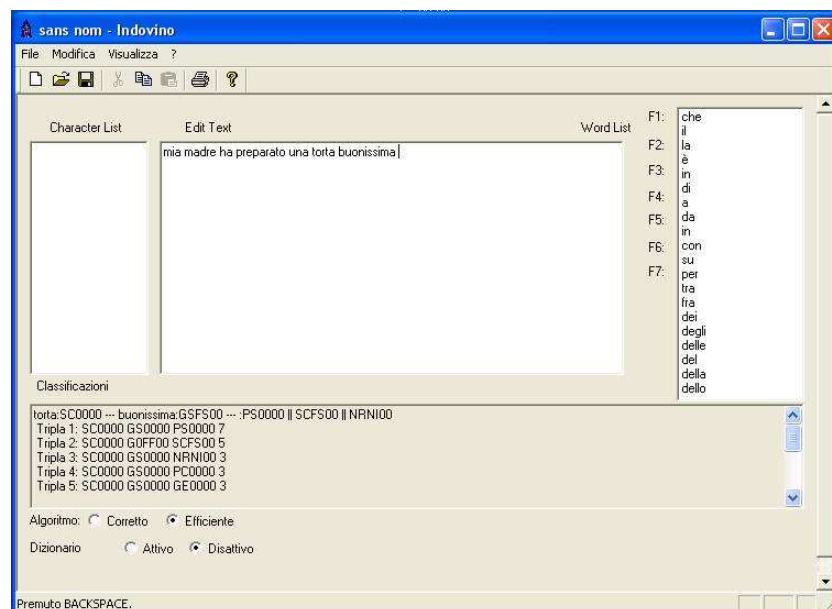 sans nom - Indovino
File Modifica Visualizza ?
Character List Edit Text Word List
mia madre ha preparato una torta buonissima
F1:
F2:
F3:
F4:
F5:
F6:
F7:
che
il
la
è
in
di
a
da
in
con
su
per
tra
fra
dei
degli
delle
del
della
dello
Classificazioni
torta:SC0000 --- buonissima:GSFS00 --- :PS0000 || SCFS00 || NRNI00
Tripla 1: SC0000 GS0000 PS0000 7
Tripla 2: SC0000 G0FF00 SCFS00 5
Tripla 3: SC0000 GS0000 NRNI00 3
Tripla 4: SC0000 GS0000 PC0000 3
Tripla 5: SC0000 GS0000 GE0000 3
Algoritmo: Corretto Efficiente
Dizionario Attivo Disattivo
Premuto BACKSPACE.